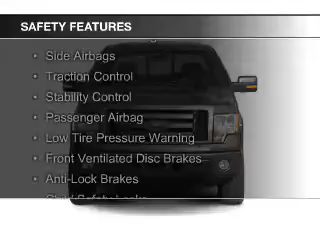 SAFETY FEATURES
• Side Airbags
• Traction Control
• Stability Control
• Passenger Airbag
• Low Tire Pressure Warning
• Front Ventilated Disc Brakes
• Anti-Lock Brakes